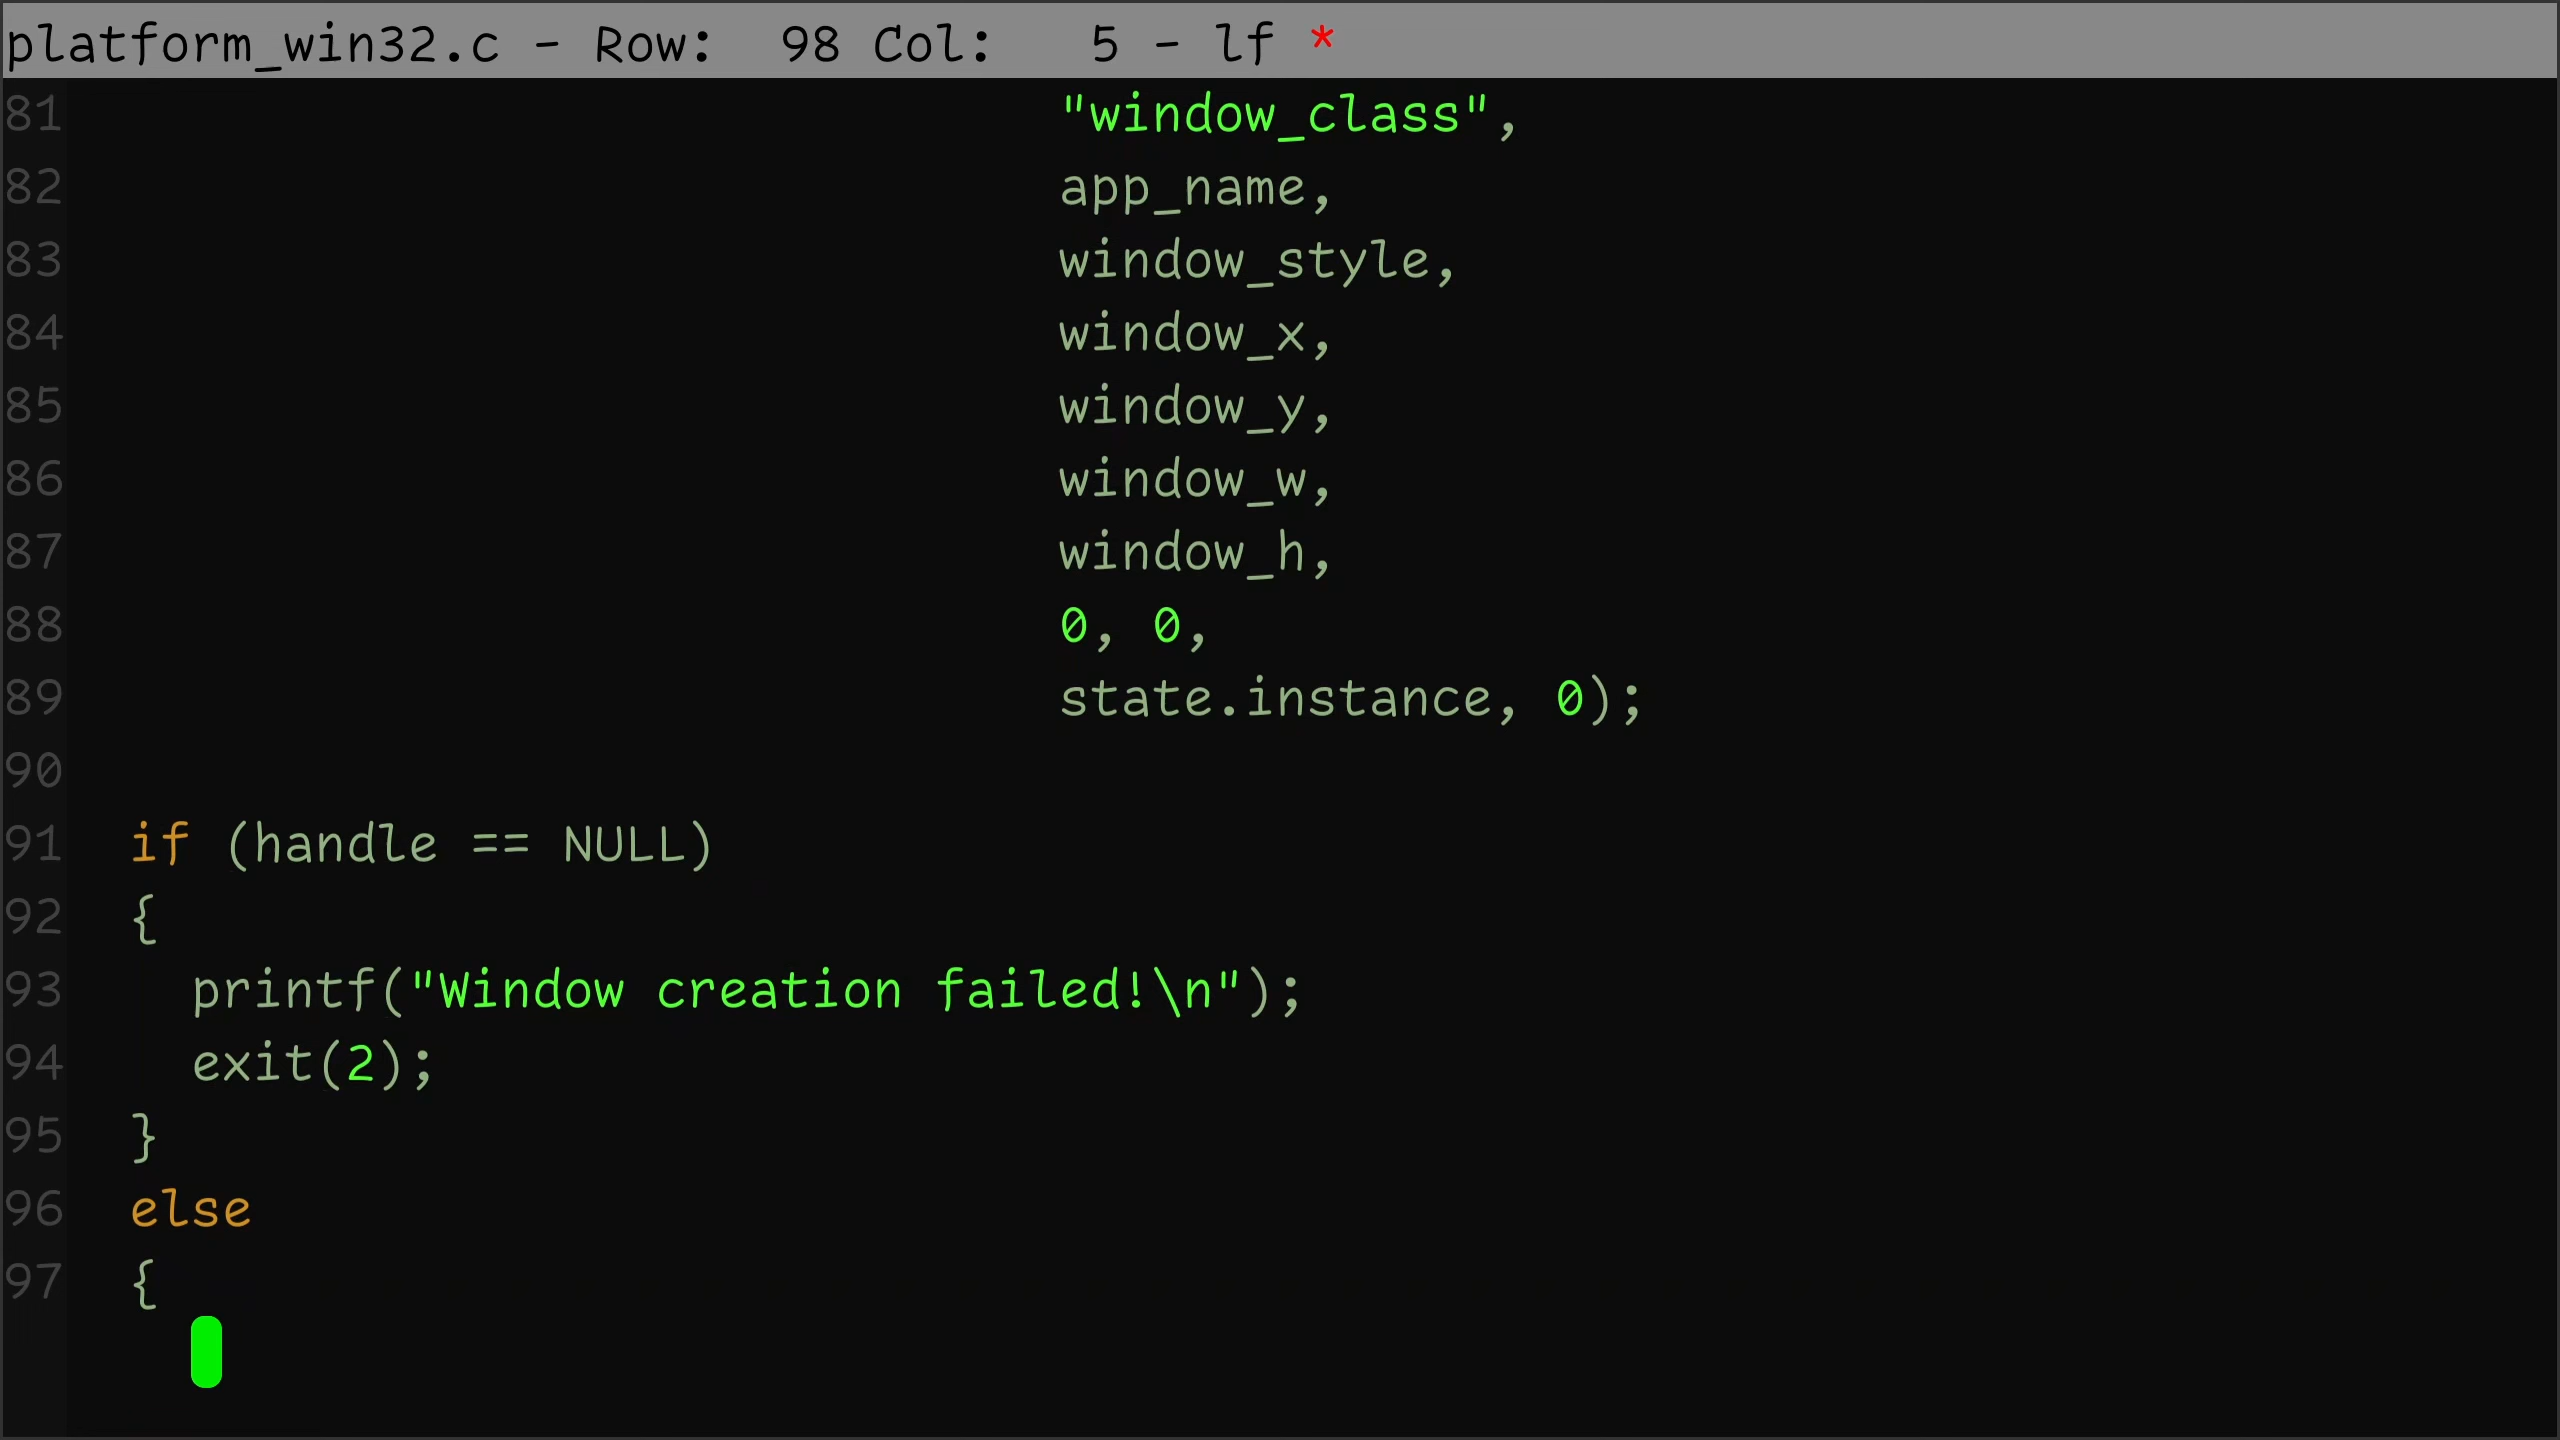 platform_win32.c - Row:  98 Col:   5 - lf *
81 "window_class",
82 app_name,
83 window_style,
84 window_x,
85 window_y,
86 window_w,
87 window_h,
88 0, 0,
89 state.instance, 0);
90
91 if (handle == NULL)
92 {
93 printf("Window creation failed!\n");
94 exit(2);
95 }
96 else
97 {